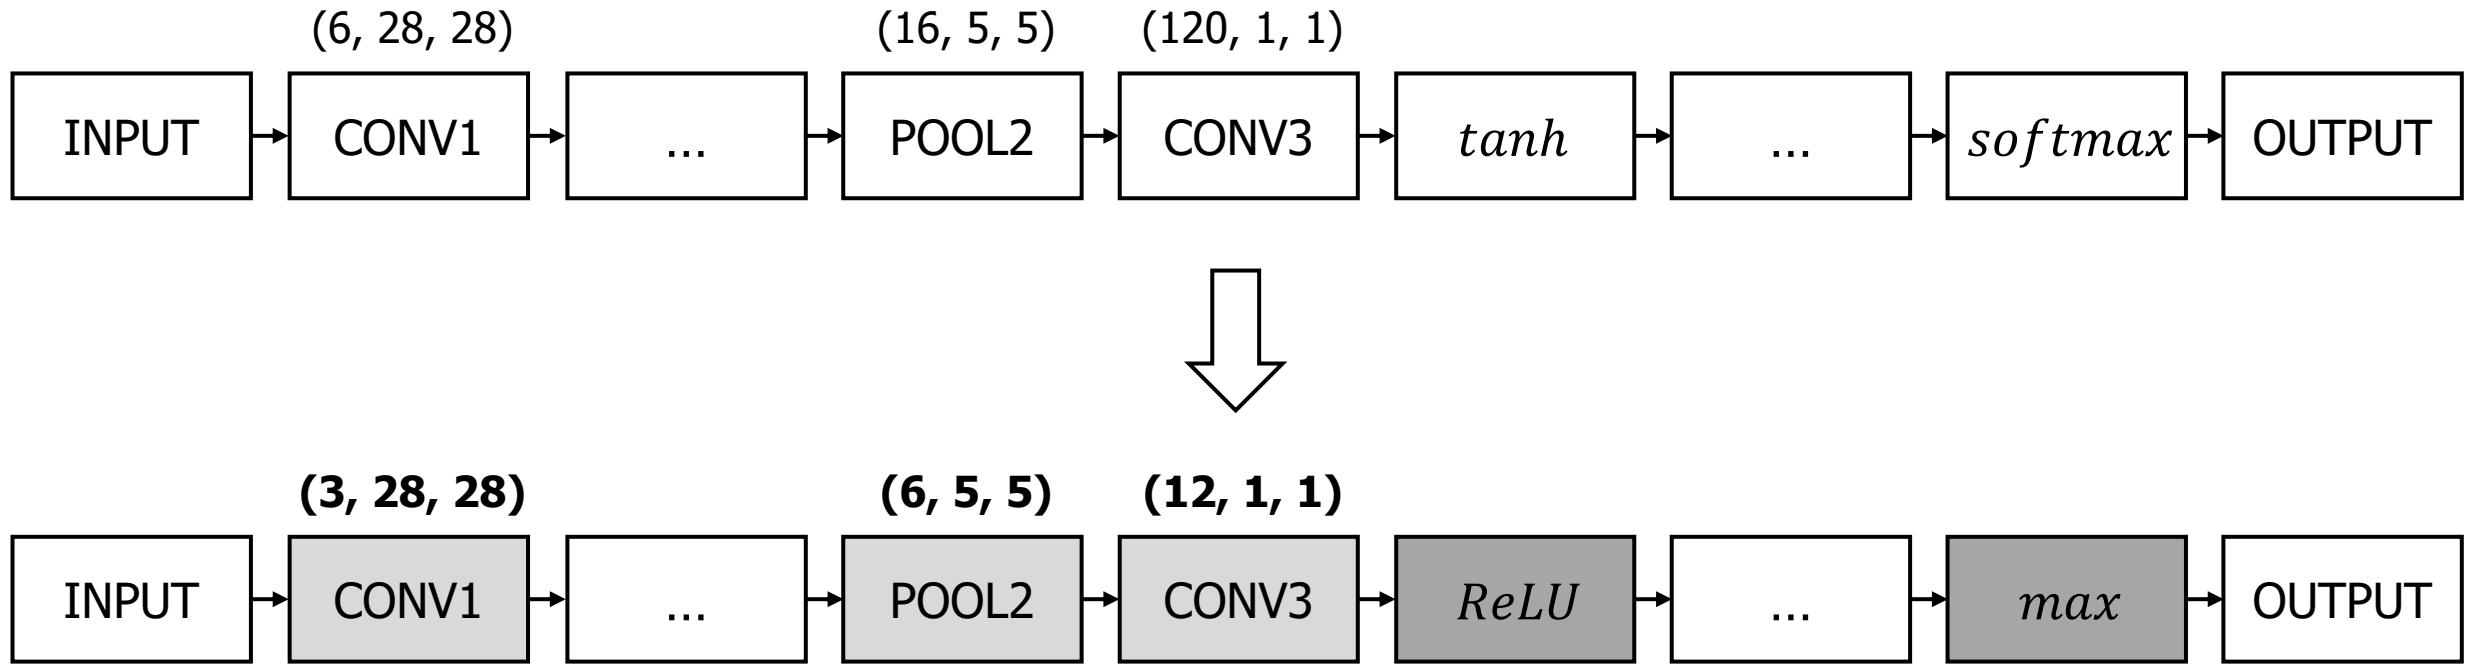 (6, 28, 28) (16, 5, 5) (120, 1, 1)
INPUT CONV1 ... POOL2 CONV3 tanh ... softmax OUTPUT
(3, 28, 28) (6, 5, 5) (12, 1, 1)
INPUT CONV1 ... POOL2 CONV3 ReLU ... max OUTPUT